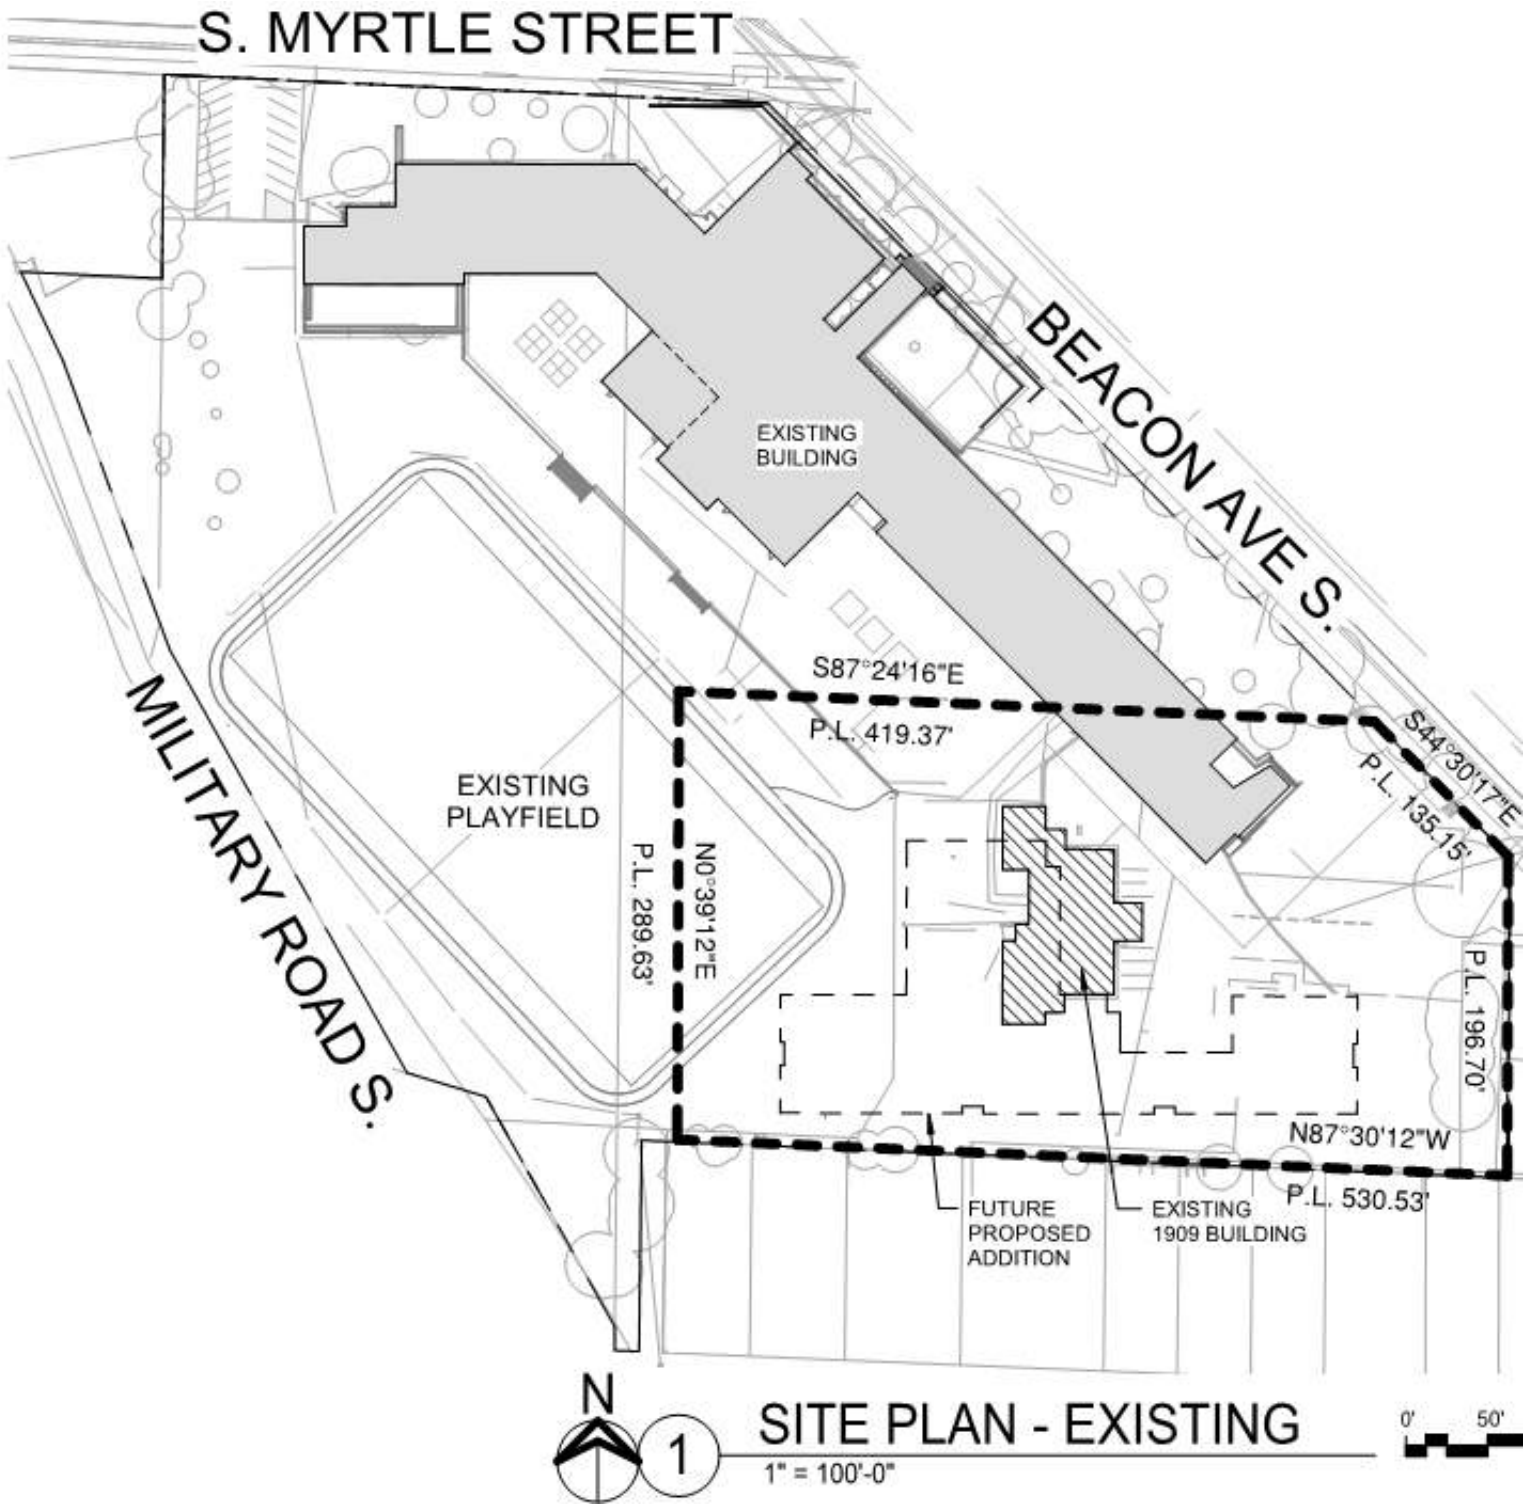 S. MYRTLE STREET
BEACON AVE S.
EXISTING
BUILDING
S87°24'16"E
P.L. 419.37'
S44°30'17"E
P.L. 135.15'
MILITARY ROAD S.
EXISTING
PLAYFIELD
P.L. 289.63'
N0°39'12"E
P.L. 196.70'
N87°30'12"W
P.L. 530.53'
FUTURE
PROPOSED
ADDITION
EXISTING
1909 BUILDING
N
1
SITE PLAN - EXISTING
1" = 100'-0"
0' 50'